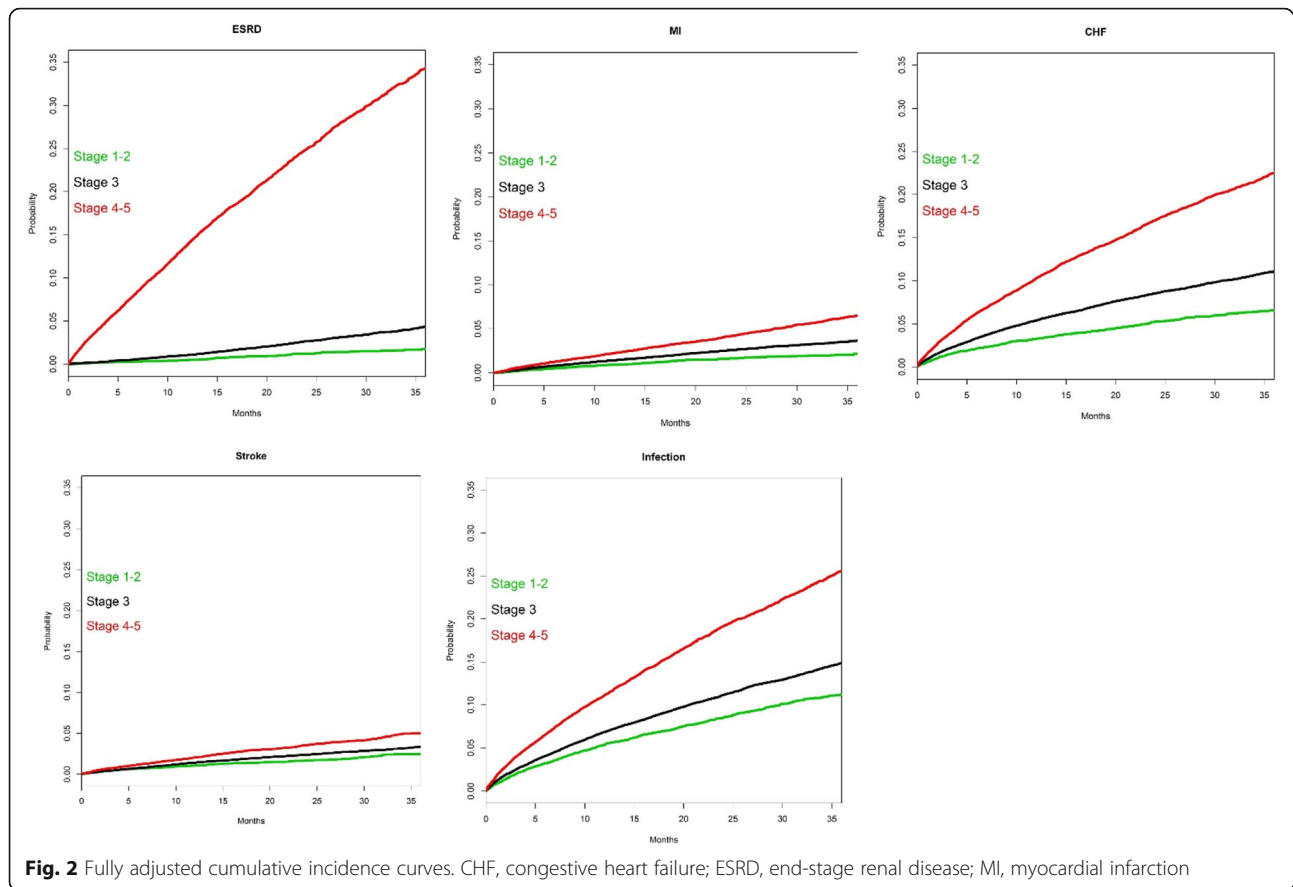 ESRD
0.35
0.30
0.25
0.20
0.15
0.10
0.05
0.00
Probability
Stage 1-2
Stage 3
Stage 4-5
0 5 10 15 20 25 30 35
Months
MI
0.35
0.30
0.25
0.20
0.15
0.10
0.05
0.00
Probability
Stage 1-2
Stage 3
Stage 4-5
0 5 10 15 20 25 30 35
Months
CHF
0.35
0.30
0.25
0.20
0.15
0.10
0.05
0.00
Probability
Stage 1-2
Stage 3
Stage 4-5
0 5 10 15 20 25 30 35
Months
Stroke
0.35
0.30
0.25
0.20
0.15
0.10
0.05
0.00
Probability
Stage 1-2
Stage 3
Stage 4-5
0 5 10 15 20 25 30 35
Months
Infection
0.35
0.30
0.25
0.20
0.15
0.10
0.05
0.00
Probability
Stage 1-2
Stage 3
Stage 4-5
0 5 10 15 20 25 30 35
Months
Fig. 2 Fully adjusted cumulative incidence curves. CHF, congestive heart failure; ESRD, end-stage renal disease; MI, myocardial infarction